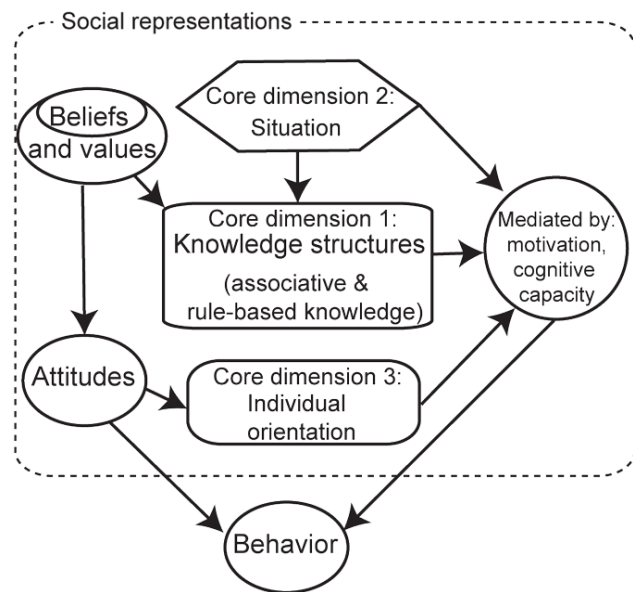 Social representations
Beliefs
and values
Core dimension 2:
Situation
Core dimension 1:
Knowledge structures
(associative &
rule-based knowledge)
Mediated by:
motivation,
cognitive
capacity
Attitudes
Core dimension 3:
Individual
orientation
Behavior